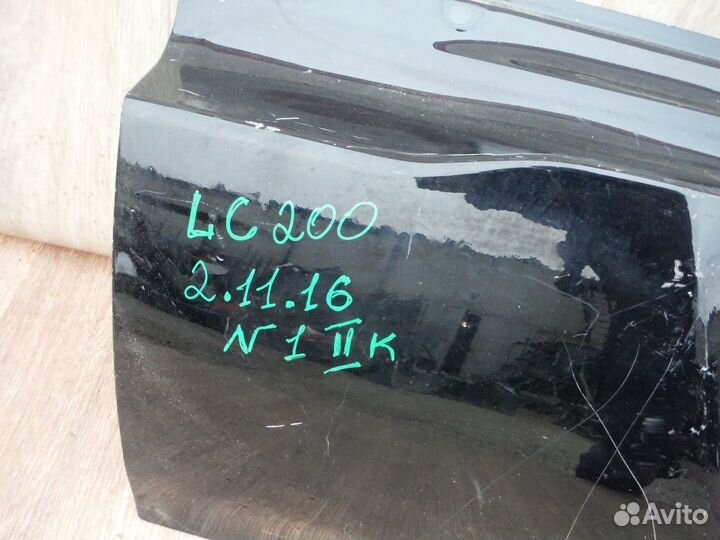 LC 200
2.11.16
N 1 II K
Avito